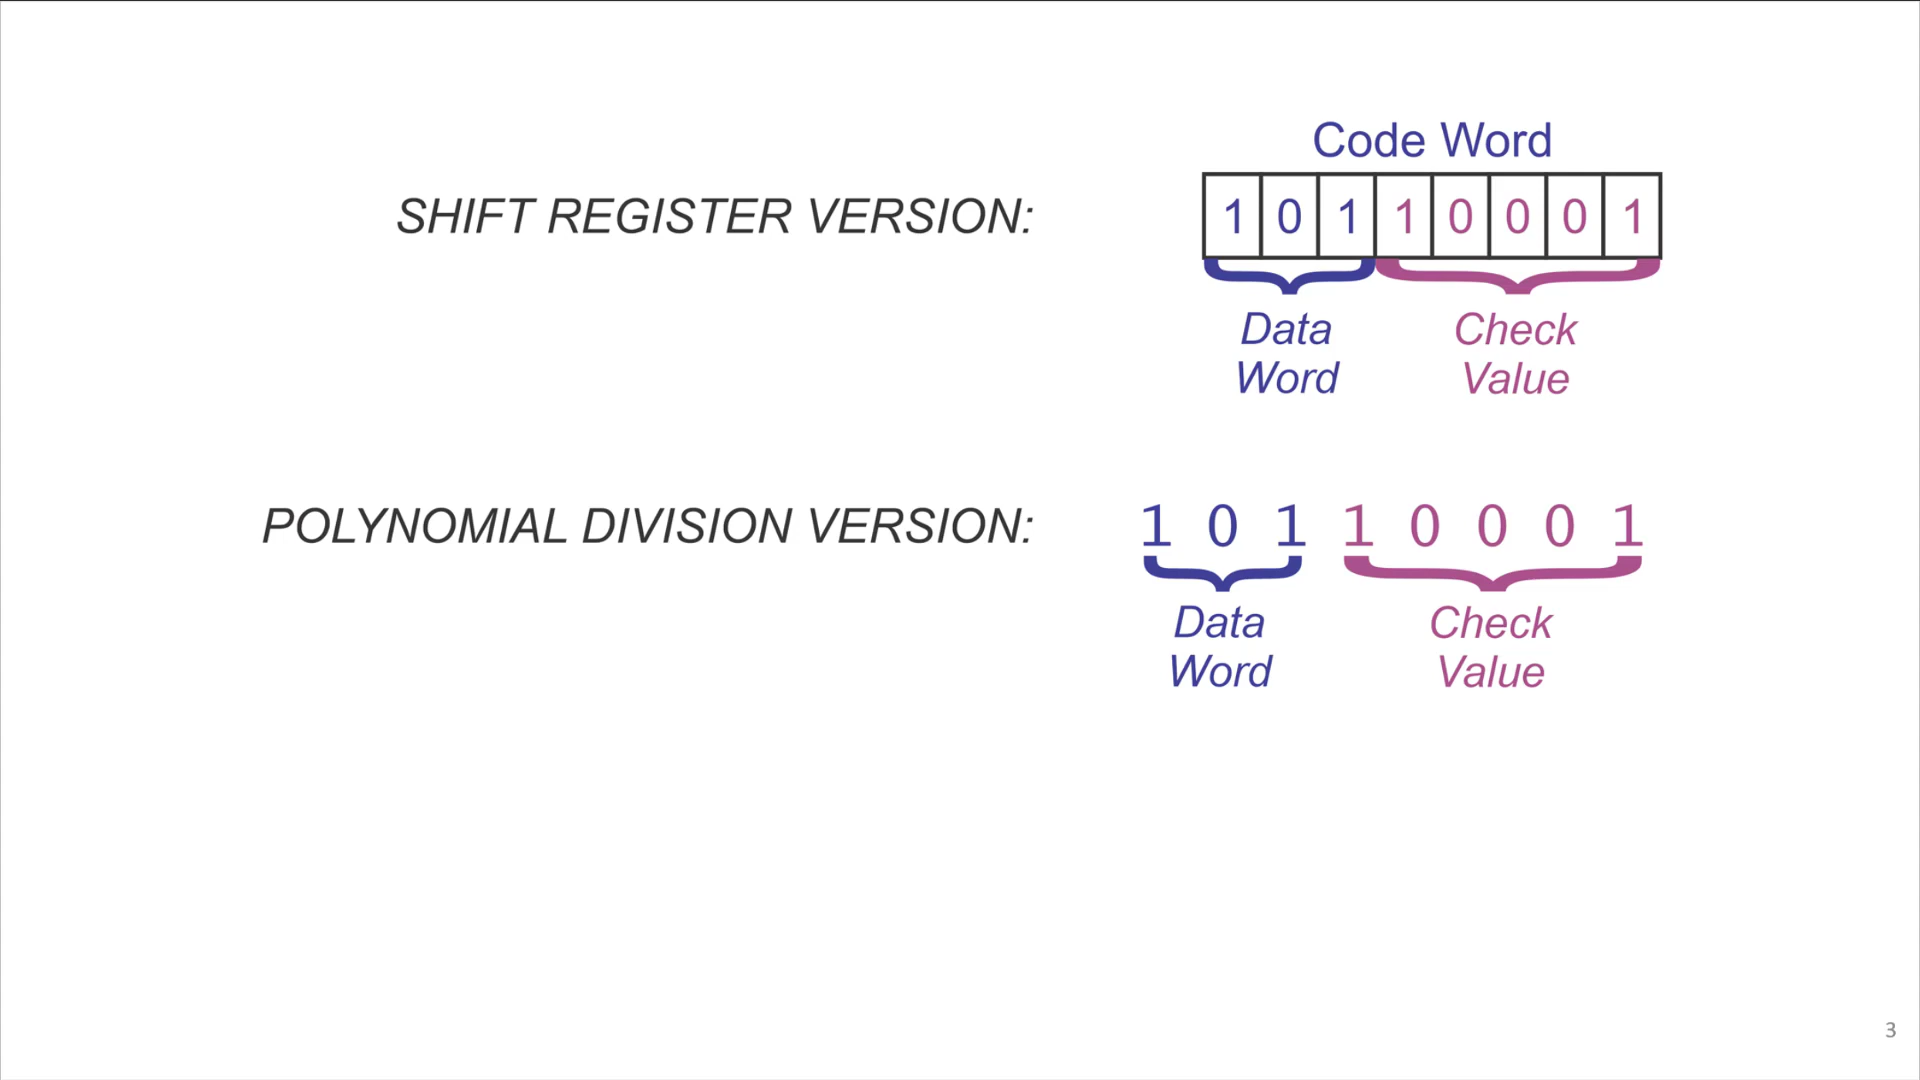 Code Word
SHIFT REGISTER VERSION: 1 0 1 1 0 0 0 1
Data Word
Check Value
POLYNOMIAL DIVISION VERSION: 1 0 1 1 0 0 0 1
Data Word
Check Value
3